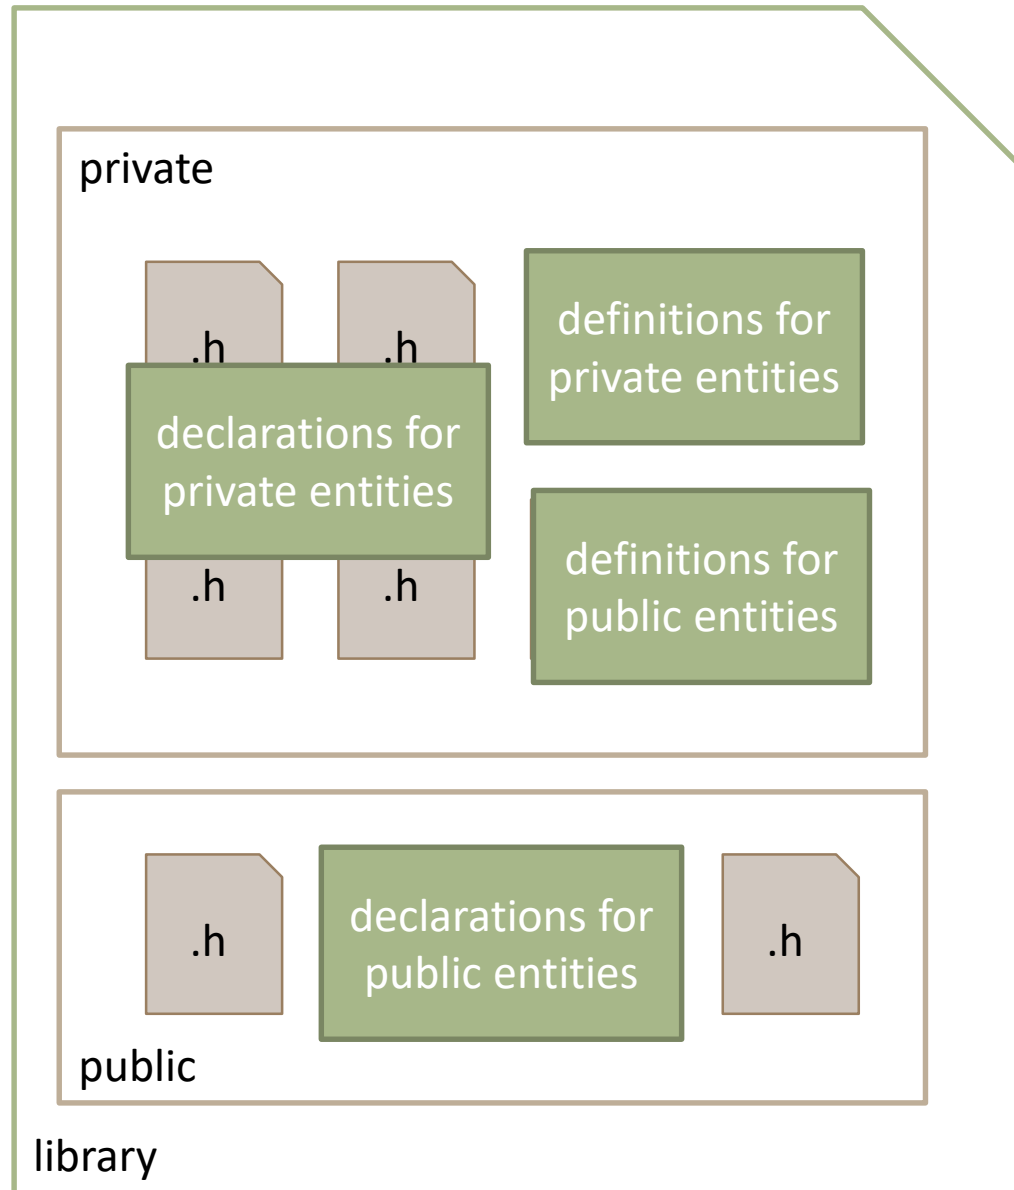 private
.h
.h
definitions for
private entities
declarations for
private entities
.h
.h
definitions for
public entities
.h
declarations for
public entities
.h
public
library